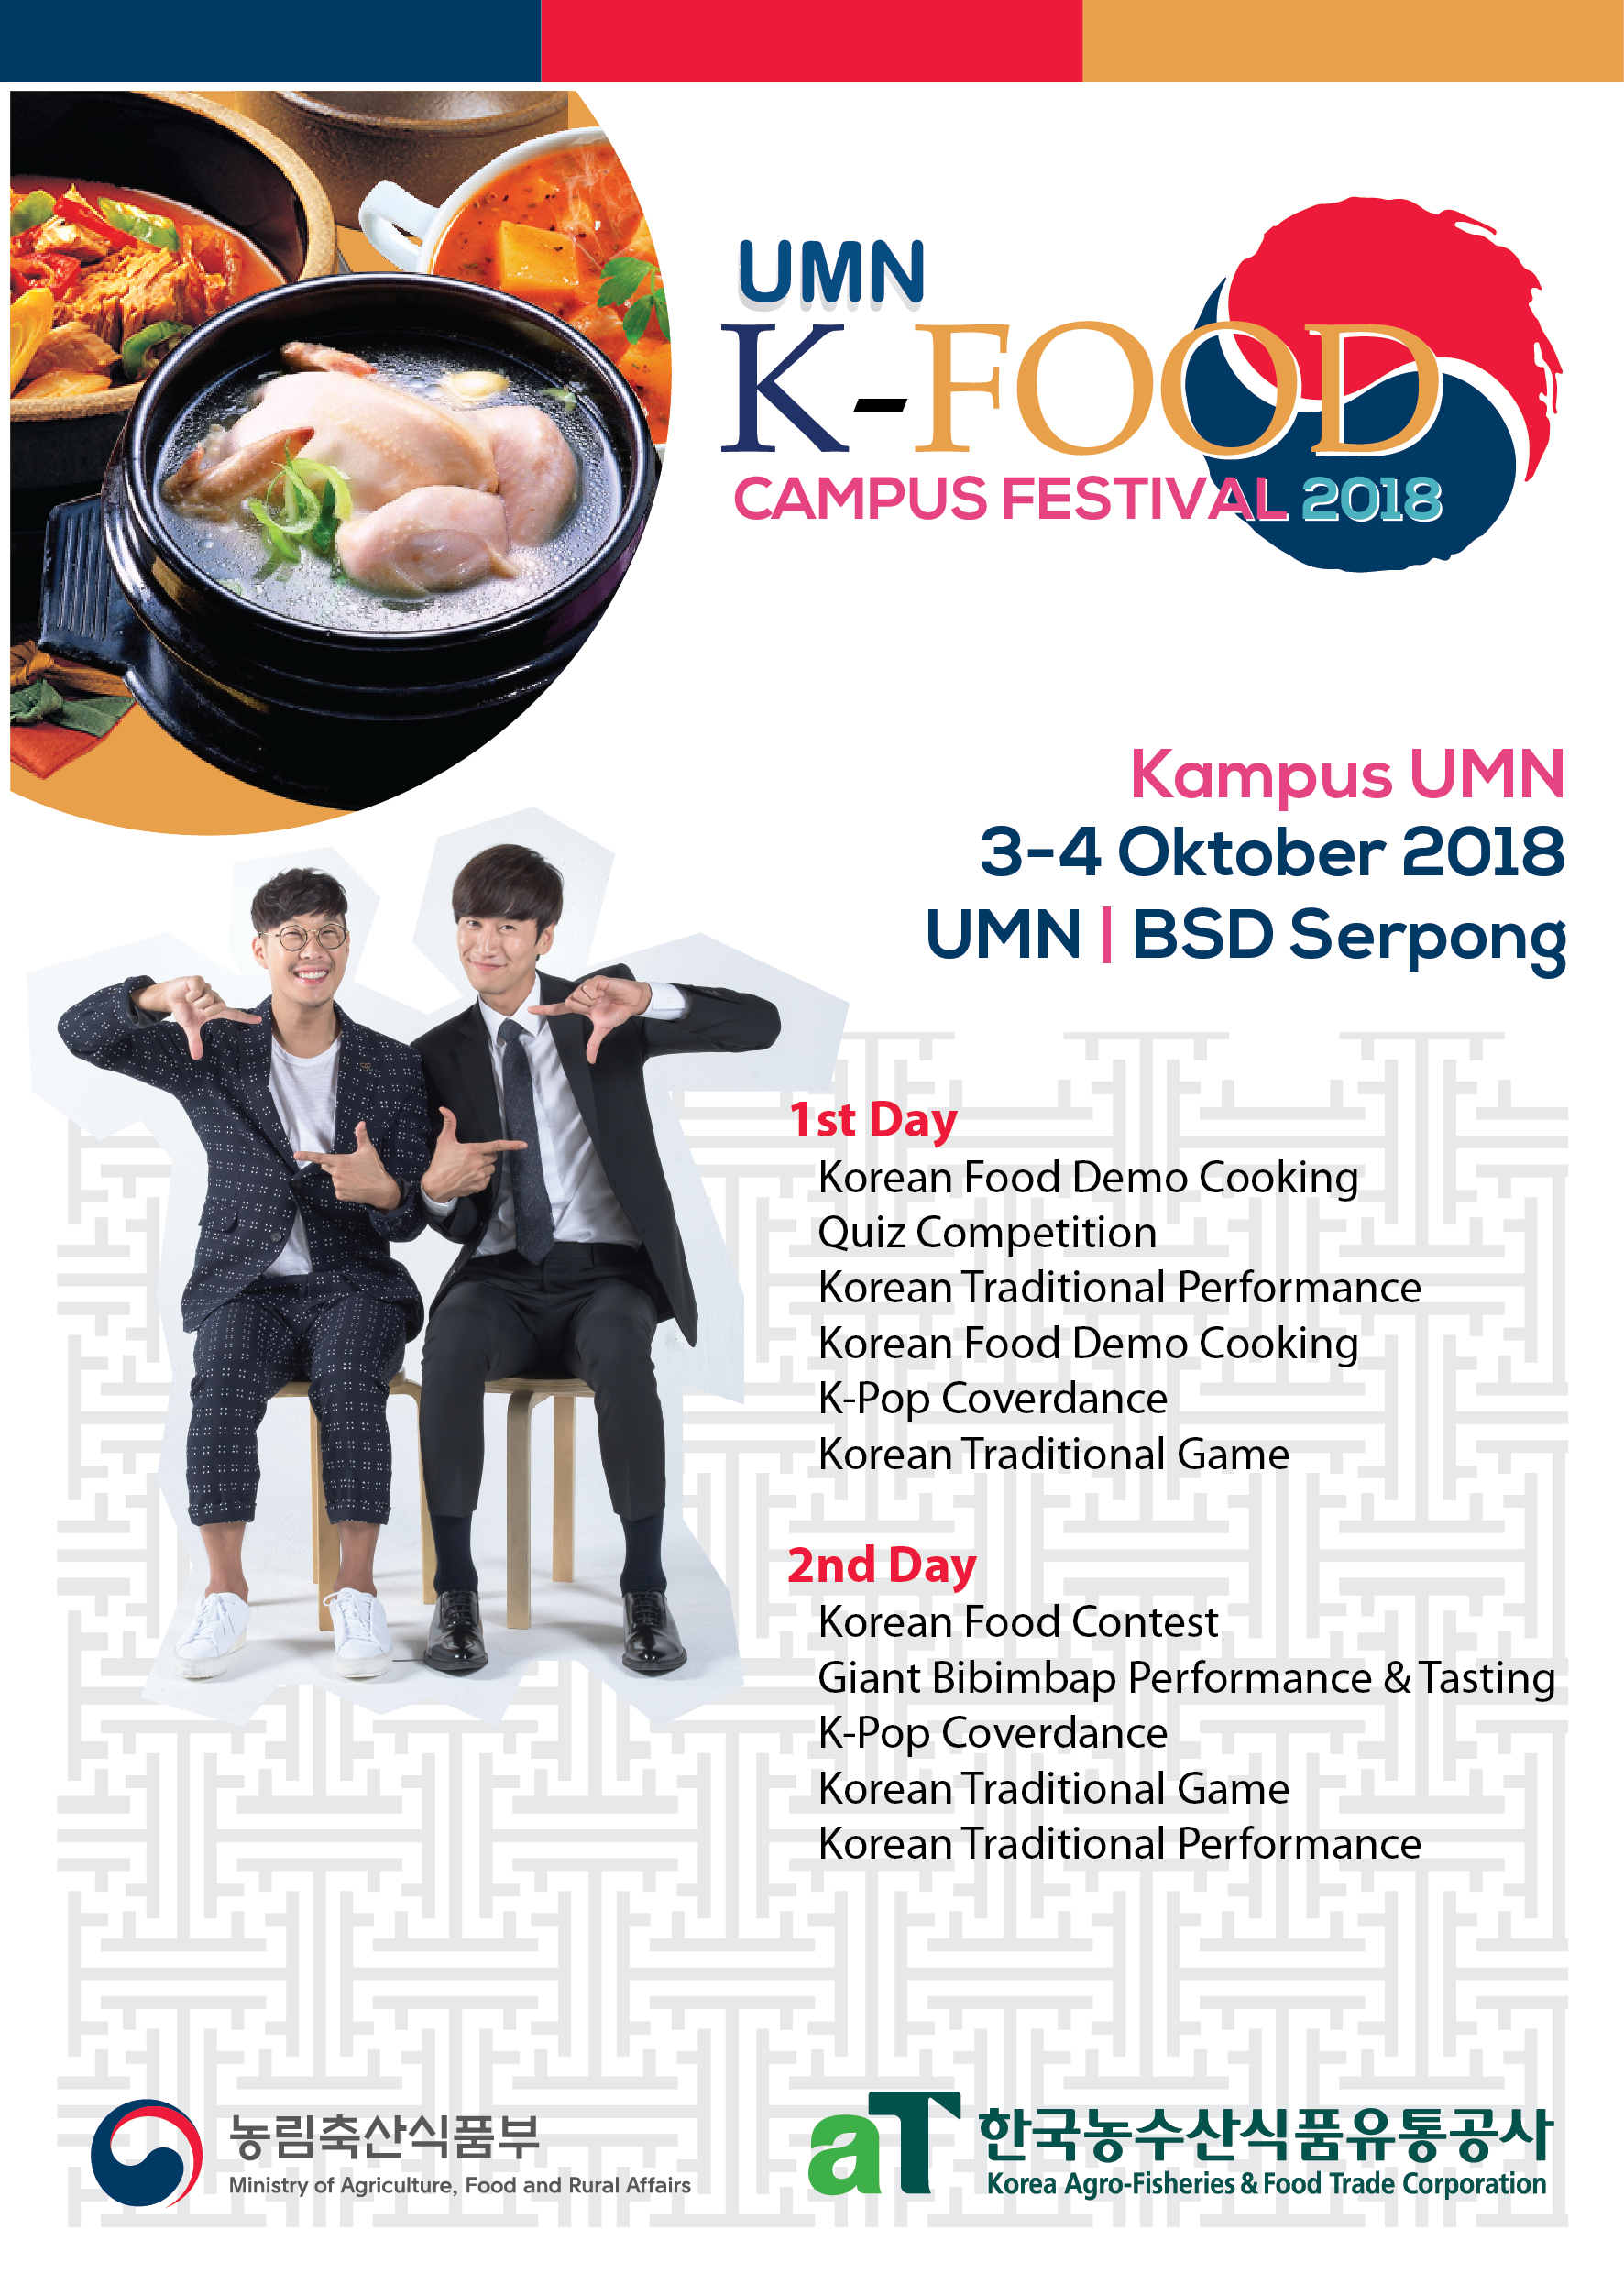 UMN
K-FOOD
CAMPUS FESTIVAL 2018
Kampus UMN
3-4 Oktober 2018
UMN | BSD Serpong
1st Day
Korean Food Demo Cooking
Quiz Competition
Korean Traditional Performance
Korean Food Demo Cooking
K-Pop Coverdance
Korean Traditional Game
2nd Day
Korean Food Contest
Giant Bibimbap Performance & Tasting
K-Pop Coverdance
Korean Traditional Game
Korean Traditional Performance
농림축산식품부
Ministry of Agriculture, Food and Rural Affairs
aT 한국농수산식품유통공사
Korea Agro-Fisheries & Food Trade Corporation